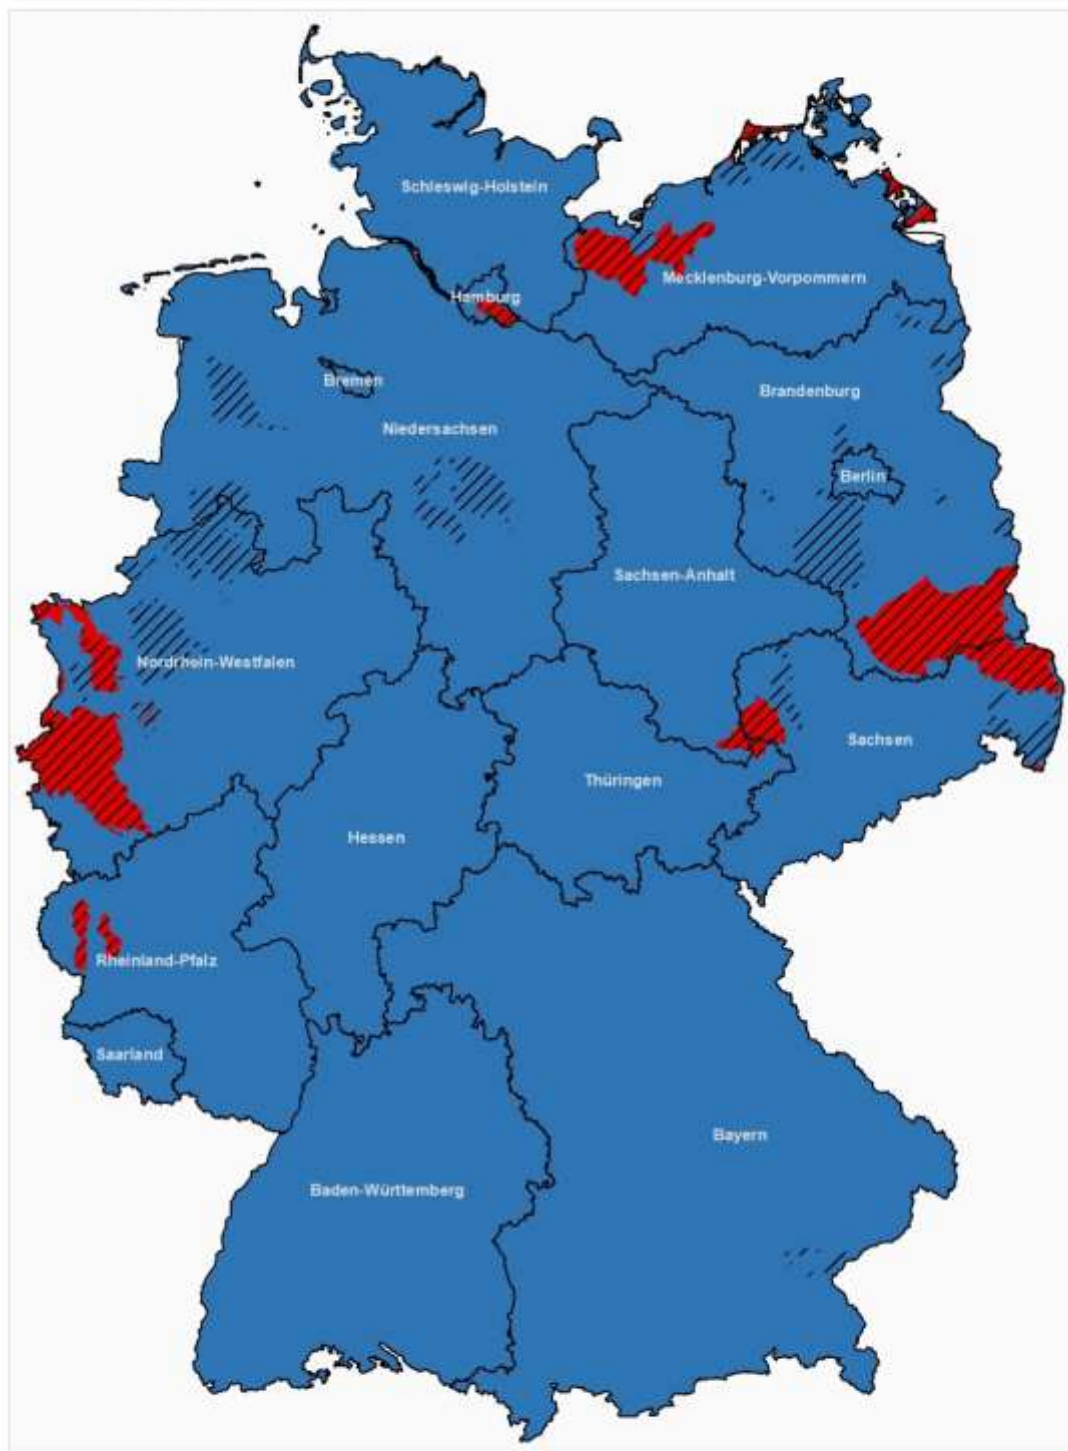 Schleswig-Holstein
Mecklenburg-Vorpommern
Hamburg
Bremen
Brandenburg
Niedersachsen
Berlin
Sachsen-Anhalt
Nordrhein-Westfalen
Sachsen
Thüringen
Hessen
Rheinland-Pfalz
Saarland
Bayern
Baden-Württemberg